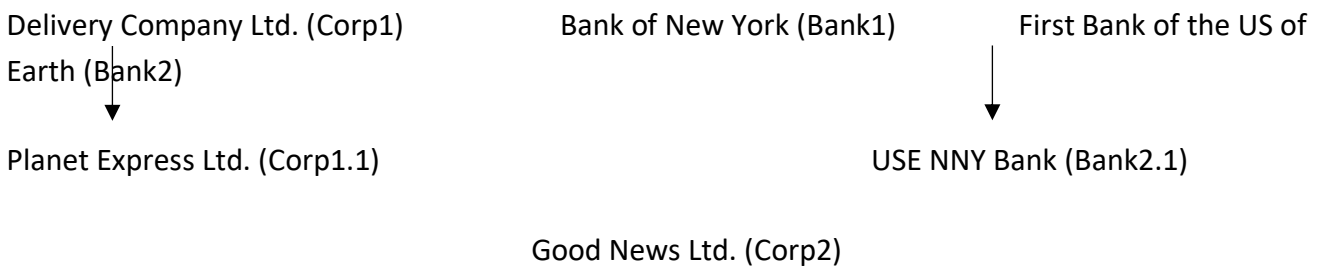 Delivery Company Ltd. (Corp1) Bank of New York (Bank1) First Bank of the US of
Earth (Bank2)
Planet Express Ltd. (Corp1.1) USE NNY Bank (Bank2.1)
Good News Ltd. (Corp2)